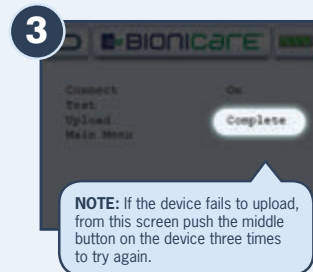 3
BIONICARE
Connect On
Test
Upload Complete
Main Menu
NOTE: If the device fails to upload,
from this screen push the middle
button on the device three times
to try again.